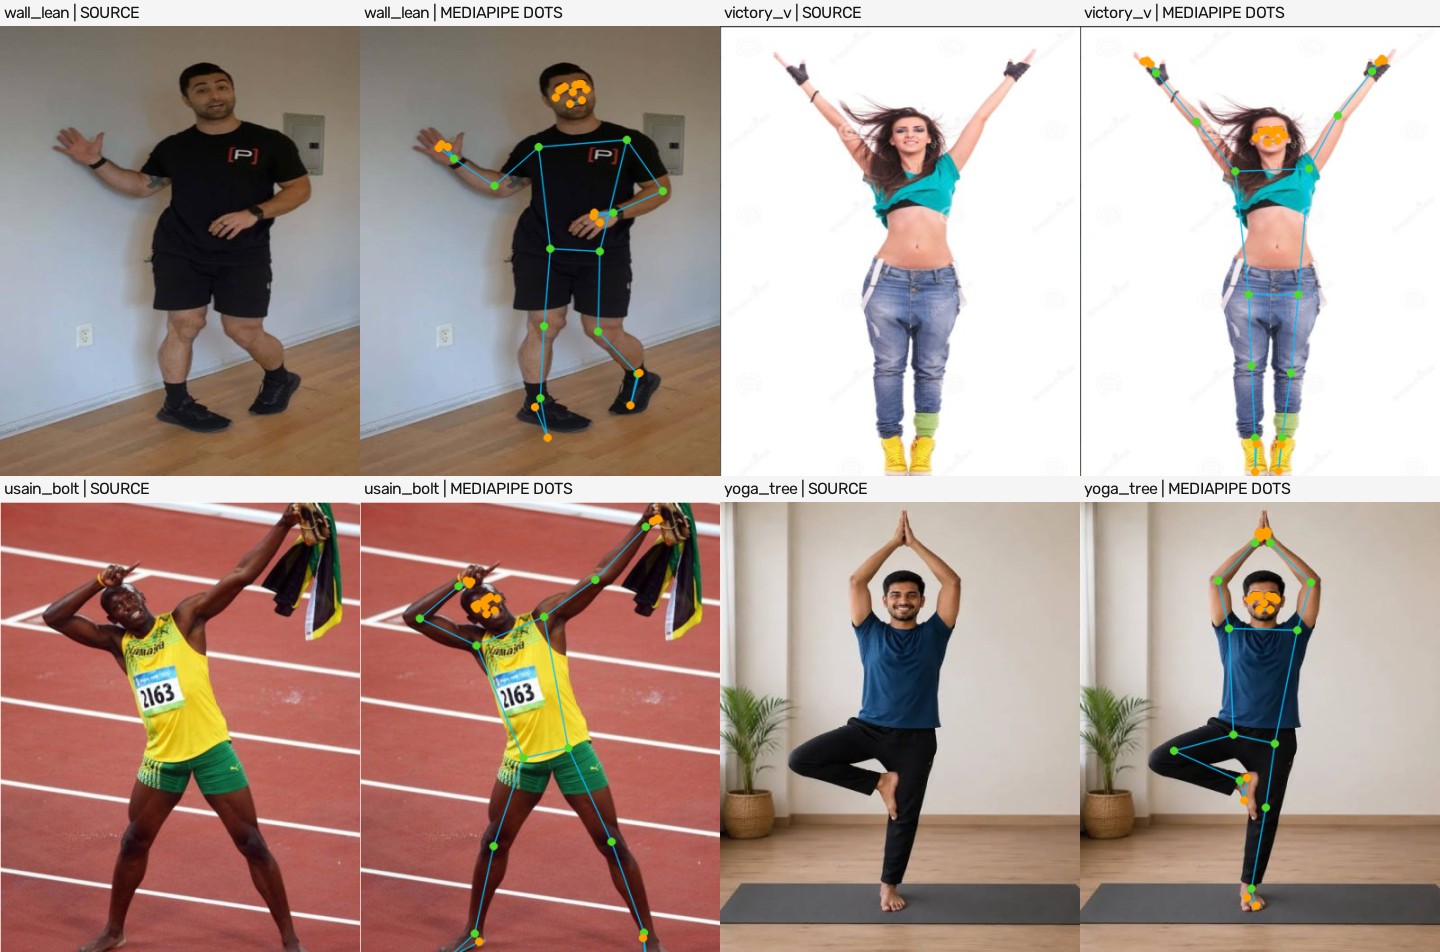 wall_lean | SOURCE
wall_lean | MEDIAPIPE DOTS
victory_v | SOURCE
victory_v | MEDIAPIPE DOTS
[P]
[P]
usain_bolt | SOURCE
usain_bolt | MEDIAPIPE DOTS
yoga_tree | SOURCE
yoga_tree | MEDIAPIPE DOTS
2163
2163